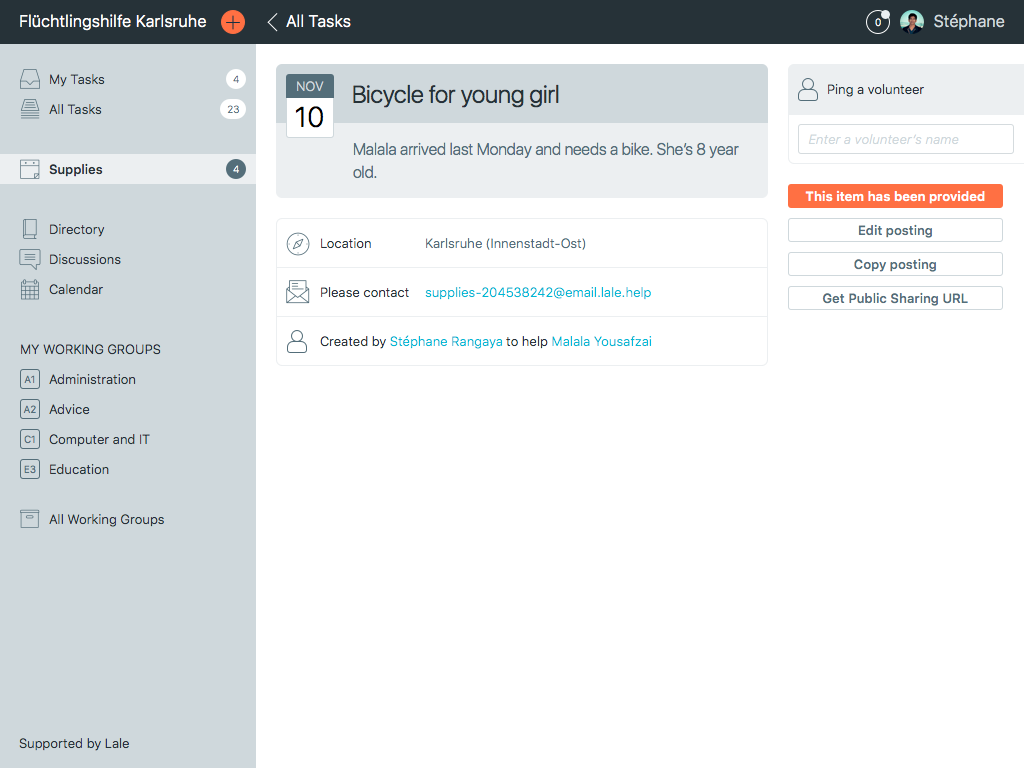 Flüchtlingshilfe Karlsruhe
All Tasks
0
Stéphane
My Tasks 4
All Tasks 23
Supplies 4
Directory
Discussions
Calendar
MY WORKING GROUPS
A1 Administration
A2 Advice
C1 Computer and IT
E3 Education
All Working Groups
Supported by Lale
NOV
10
Bicycle for young girl
Malala arrived last Monday and needs a bike. She’s 8 year
old.
Location Karlsruhe (Innenstadt-Ost)
Please contact supplies-204538242@email.lale.help
Created by Stéphane Rangaya to help Malala Yousafzai
Ping a volunteer
Enter a volunteer’s name
This item has been provided
Edit posting
Copy posting
Get Public Sharing URL